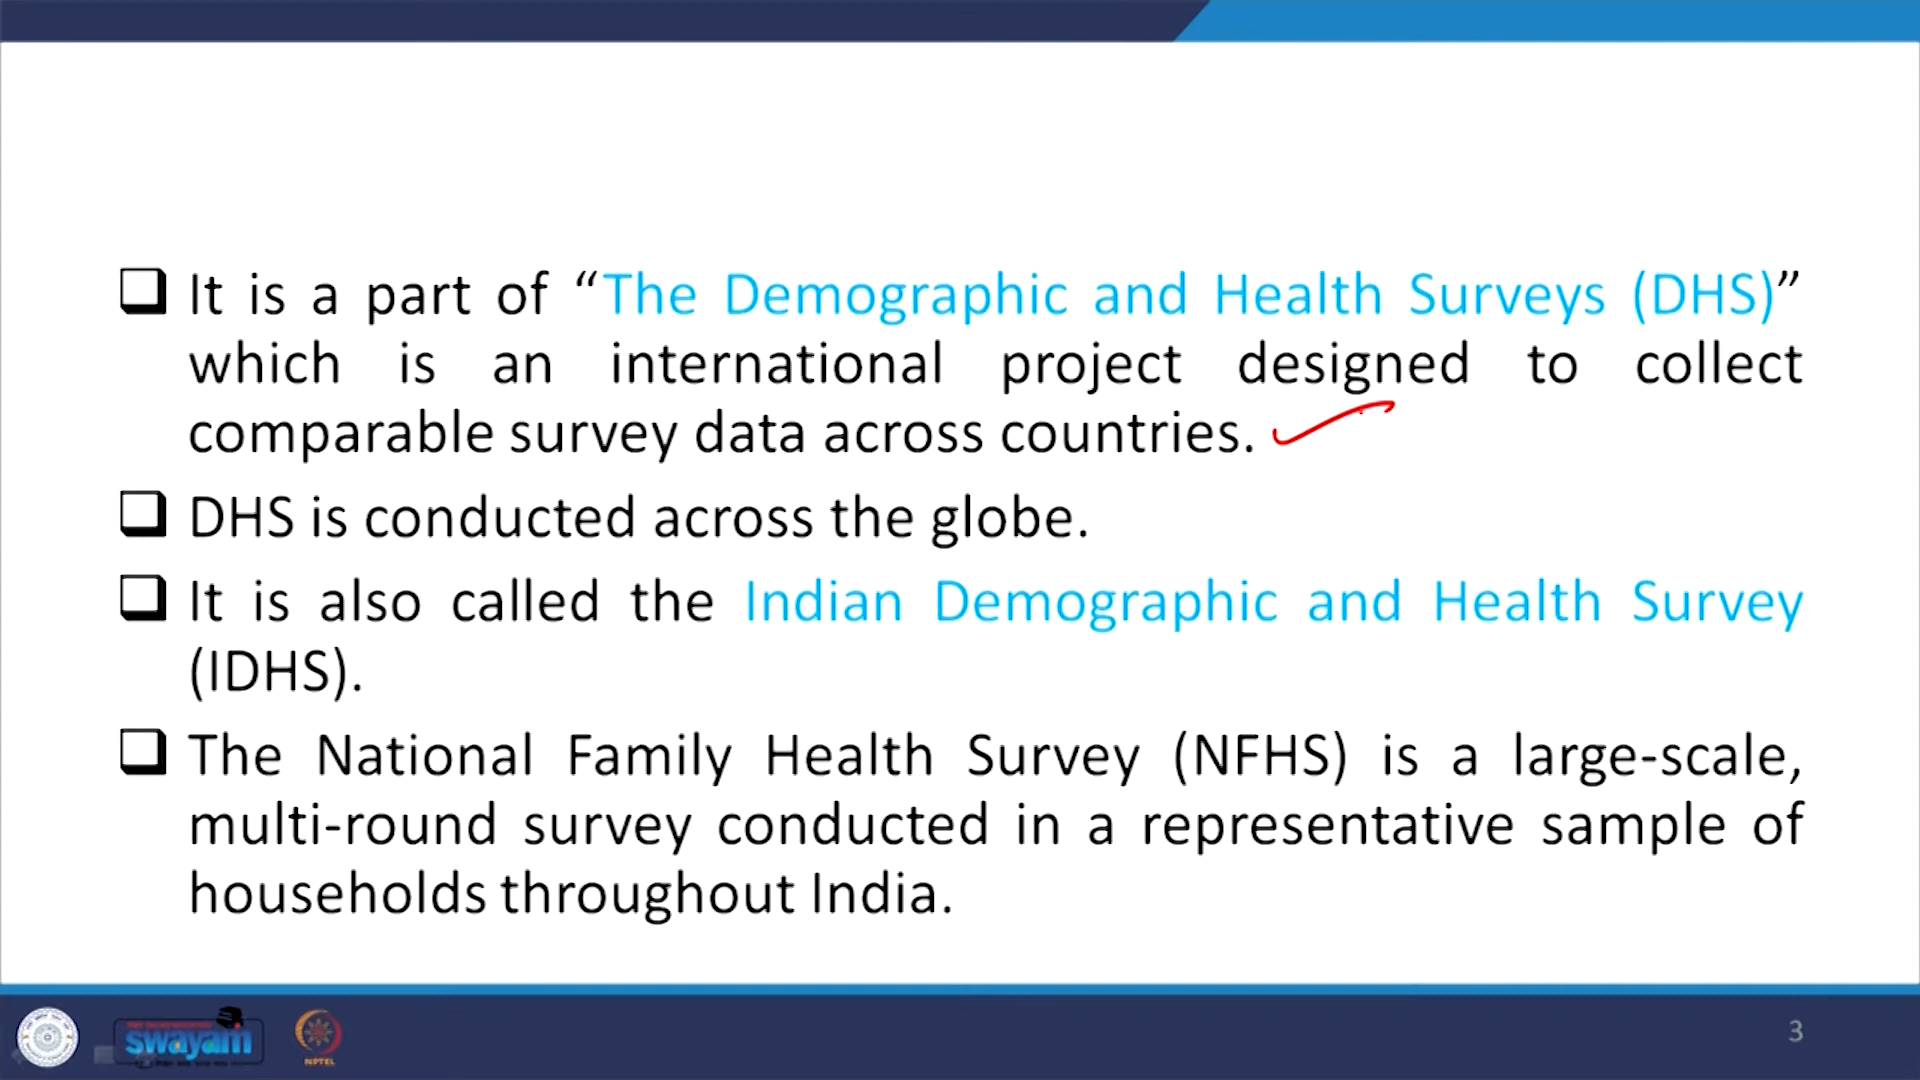 It is a part of “The Demographic and Health Surveys (DHS)”
which is an international project designed to collect
comparable survey data across countries.
DHS is conducted across the globe.
It is also called the Indian Demographic and Health Survey
(IDHS).
The National Family Health Survey (NFHS) is a large-scale,
multi-round survey conducted in a representative sample of
households throughout India.
swayam
NPTEL
3